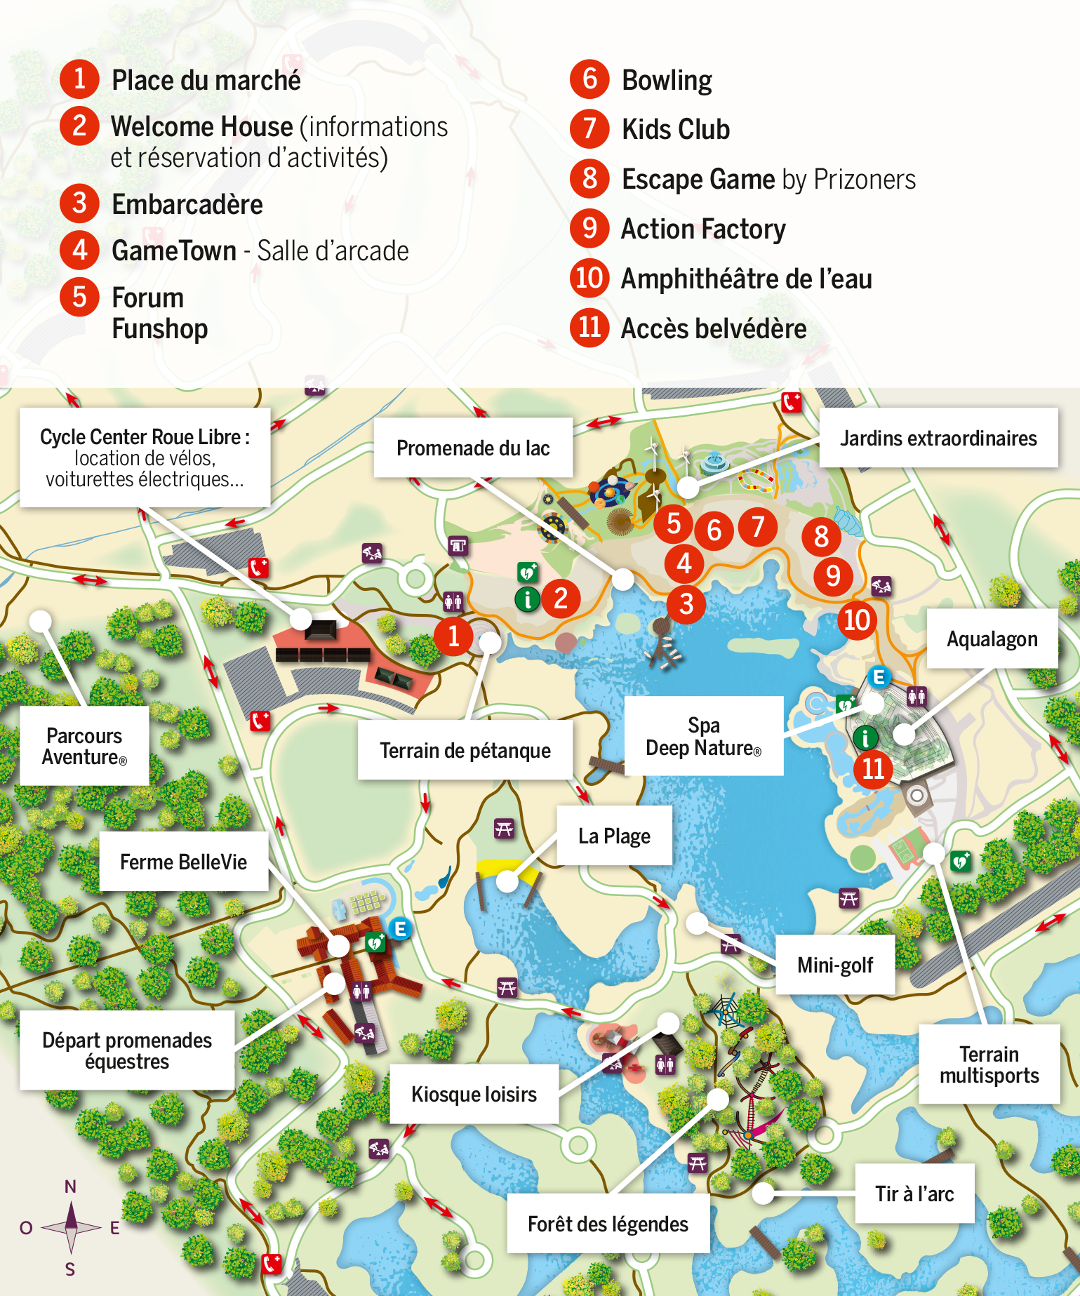 1 Place du marché
2 Welcome House (informations
et réservation d'activités)
3 Embarcadère
4 GameTown - Salle d'arcade
5 Forum
Funshop
6 Bowling
7 Kids Club
8 Escape Game by Prizoners
9 Action Factory
10 Amphithéâtre de l'eau
11 Accès belvédère
Cycle Center Roue Libre :
location de vélos,
voiturettes électriques...
Promenade du lac
Jardins extraordinaires
5
6
7
8
4
9
i
2
3
1
10
Aqualagon
E
Parcours
Aventure®
Terrain de pétanque
Spa
Deep Nature®
i
11
La Plage
Ferme BelleVie
E
Mini-golf
Départ promenades
équestres
Kiosque loisirs
Terrain
multisports
Forêt des légendes
Tir à l'arc
N
O
E
S